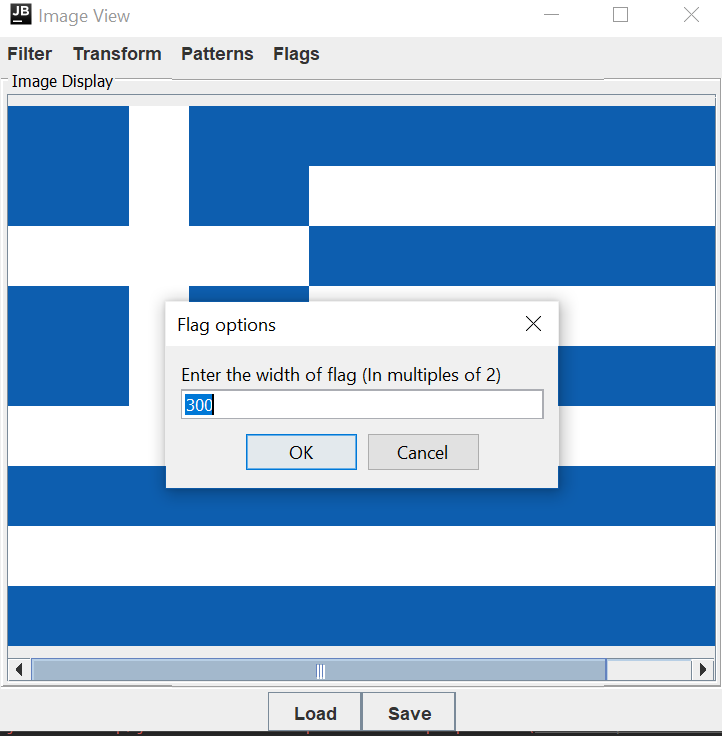 JB Image View
Filter Transform Patterns Flags
Image Display
Flag options
Enter the width of flag (In multiples of 2)
300
OK Cancel
Load Save